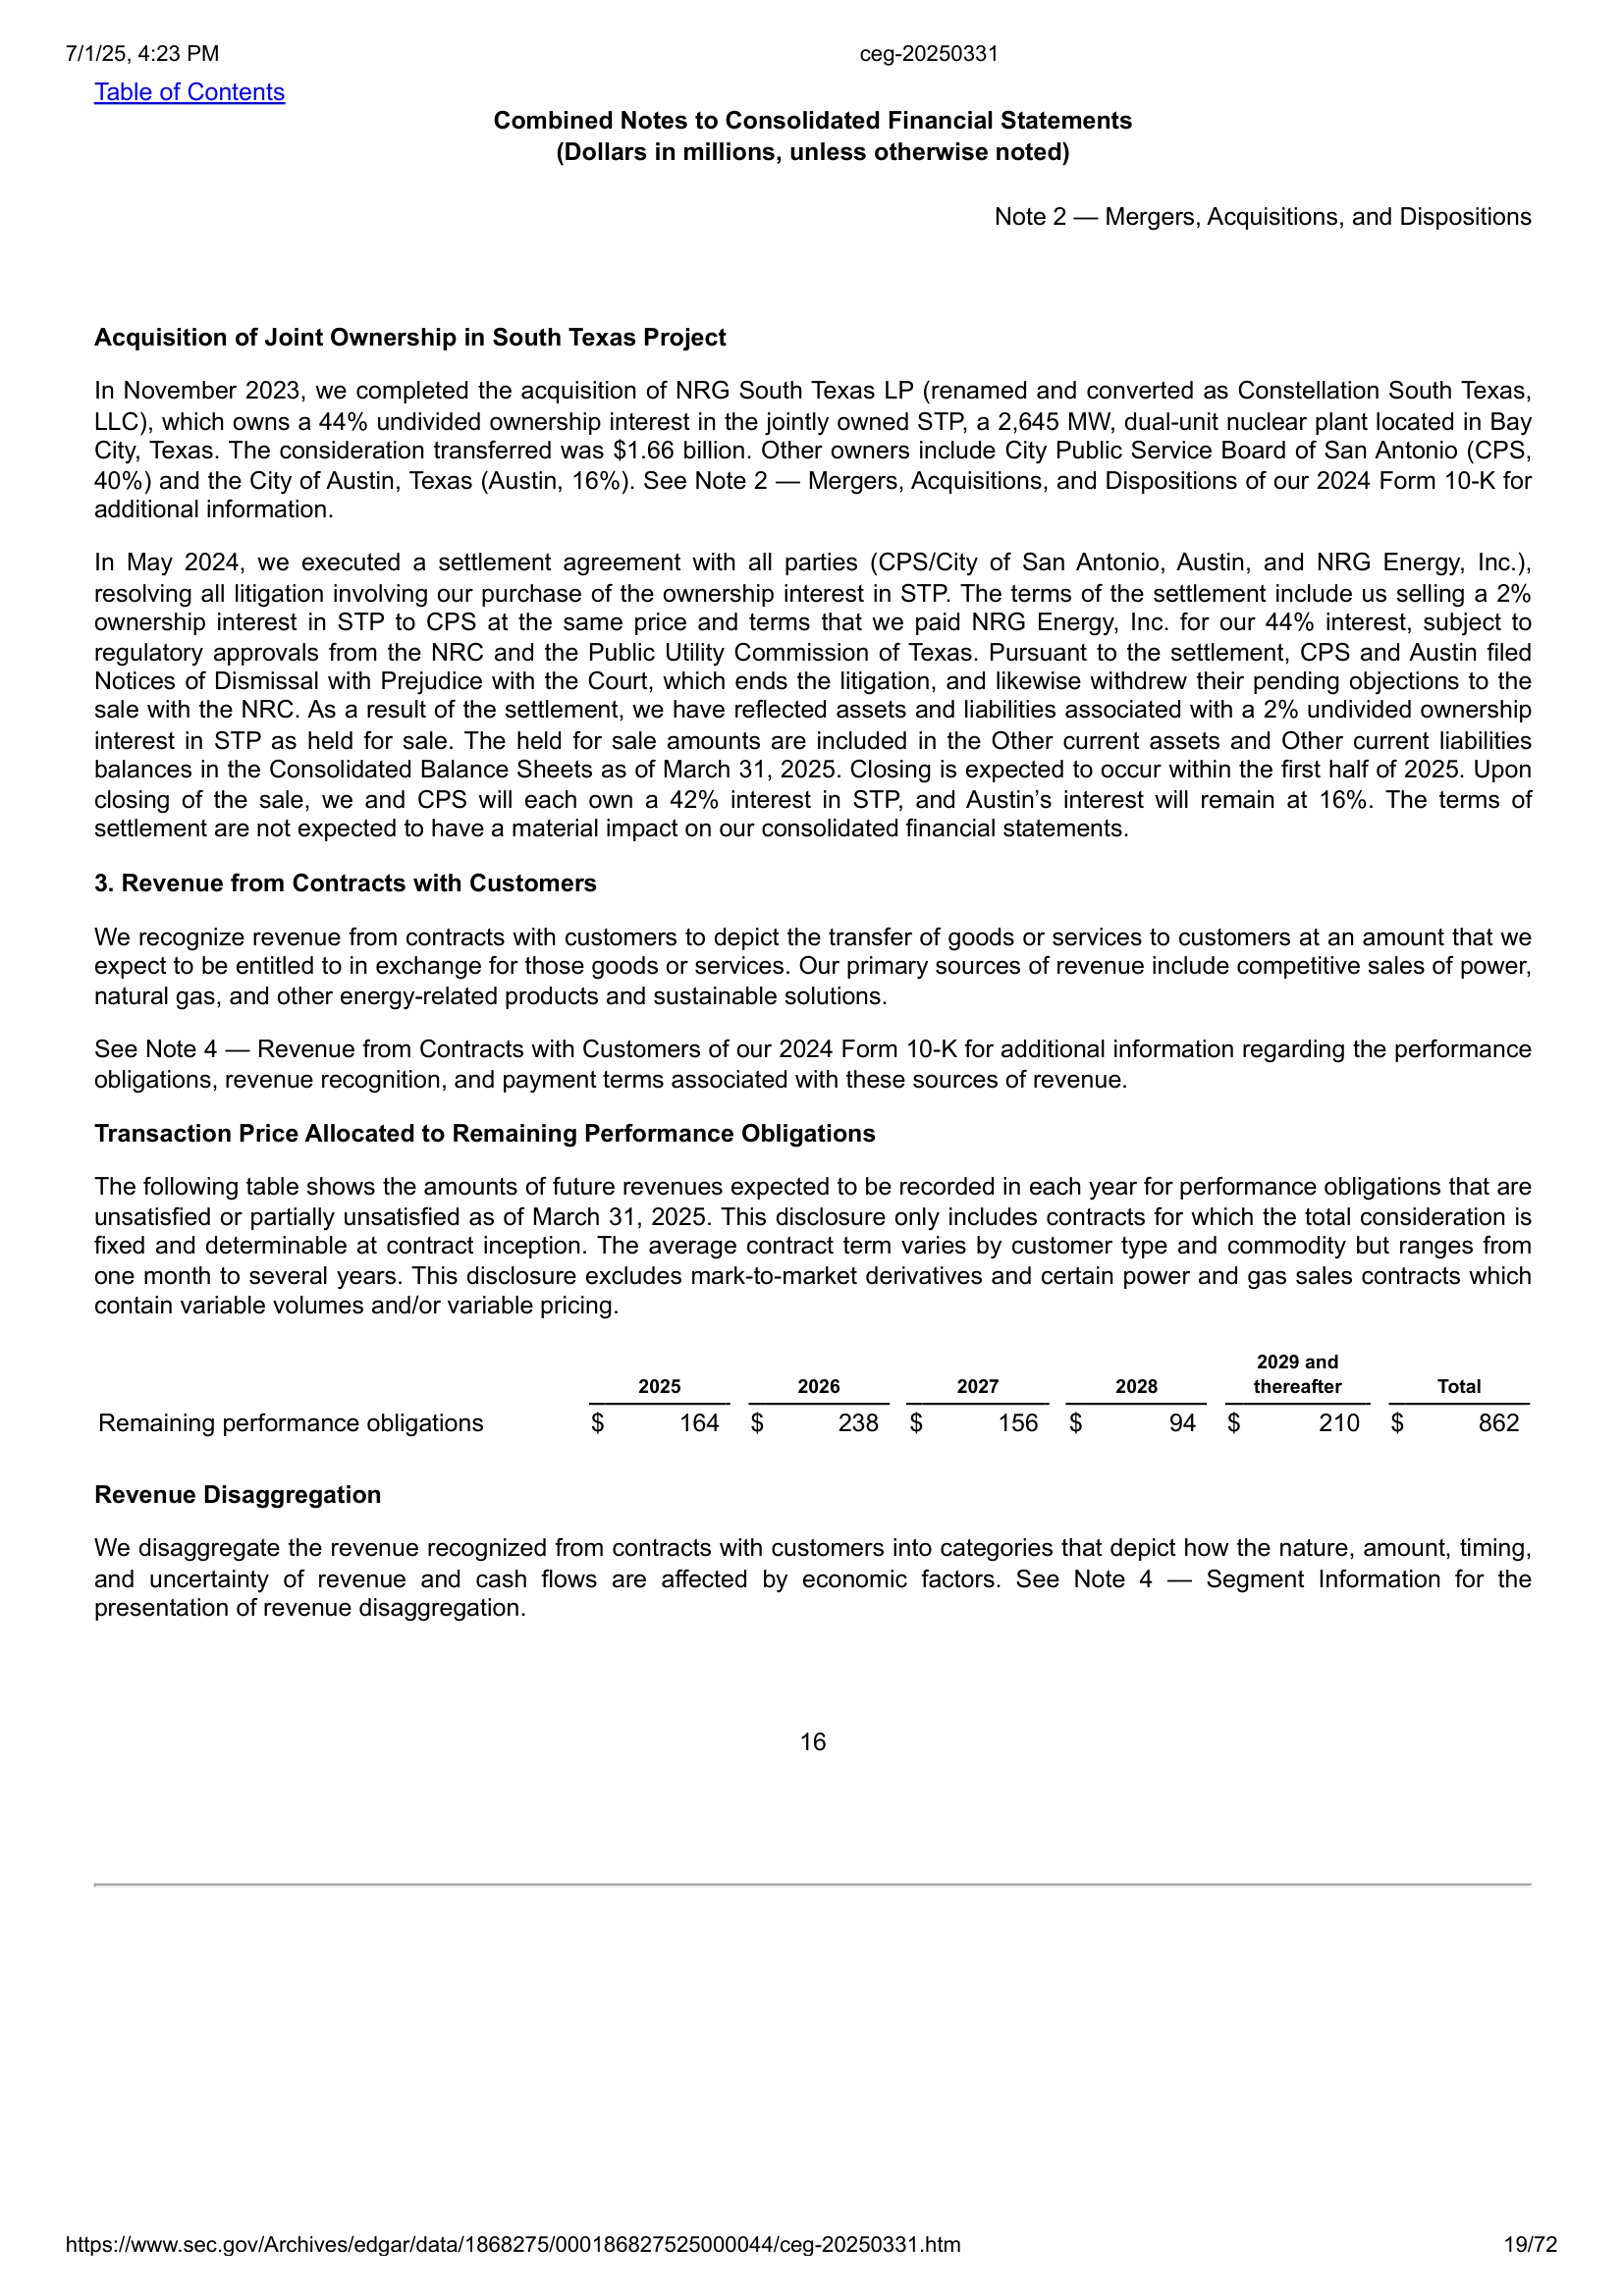 7/1/25, 4:23 PM ceg-20250331
Table of Contents
Combined Notes to Consolidated Financial Statements
(Dollars in millions, unless otherwise noted)
Note 2 — Mergers, Acquisitions, and Dispositions
Acquisition of Joint Ownership in South Texas Project
In November 2023, we completed the acquisition of NRG South Texas LP (renamed and converted as Constellation South Texas,
LLC), which owns a 44% undivided ownership interest in the jointly owned STP, a 2,645 MW, dual-unit nuclear plant located in Bay
City, Texas. The consideration transferred was $1.66 billion. Other owners include City Public Service Board of San Antonio (CPS,
40%) and the City of Austin, Texas (Austin, 16%). See Note 2 — Mergers, Acquisitions, and Dispositions of our 2024 Form 10-K for
additional information.
In May 2024, we executed a settlement agreement with all parties (CPS/City of San Antonio, Austin, and NRG Energy, Inc.),
resolving all litigation involving our purchase of the ownership interest in STP. The terms of the settlement include us selling a 2%
ownership interest in STP to CPS at the same price and terms that we paid NRG Energy, Inc. for our 44% interest, subject to
regulatory approvals from the NRC and the Public Utility Commission of Texas. Pursuant to the settlement, CPS and Austin filed
Notices of Dismissal with Prejudice with the Court, which ends the litigation, and likewise withdrew their pending objections to the
sale with the NRC. As a result of the settlement, we have reflected assets and liabilities associated with a 2% undivided ownership
interest in STP as held for sale. The held for sale amounts are included in the Other current assets and Other current liabilities
balances in the Consolidated Balance Sheets as of March 31, 2025. Closing is expected to occur within the first half of 2025. Upon
closing of the sale, we and CPS will each own a 42% interest in STP, and Austin’s interest will remain at 16%. The terms of
settlement are not expected to have a material impact on our consolidated financial statements.
3. Revenue from Contracts with Customers
We recognize revenue from contracts with customers to depict the transfer of goods or services to customers at an amount that we
expect to be entitled to in exchange for those goods or services. Our primary sources of revenue include competitive sales of power,
natural gas, and other energy-related products and sustainable solutions.
See Note 4 — Revenue from Contracts with Customers of our 2024 Form 10-K for additional information regarding the performance
obligations, revenue recognition, and payment terms associated with these sources of revenue.
Transaction Price Allocated to Remaining Performance Obligations
The following table shows the amounts of future revenues expected to be recorded in each year for performance obligations that are
unsatisfied or partially unsatisfied as of March 31, 2025. This disclosure only includes contracts for which the total consideration is
fixed and determinable at contract inception. The average contract term varies by customer type and commodity but ranges from
one month to several years. This disclosure excludes mark-to-market derivatives and certain power and gas sales contracts which
contain variable volumes and/or variable pricing.
2025 2026 2027 2028 2029 and thereafter Total
Remaining performance obligations $ 164 $ 238 $ 156 $ 94 $ 210 $ 862
Revenue Disaggregation
We disaggregate the revenue recognized from contracts with customers into categories that depict how the nature, amount, timing,
and uncertainty of revenue and cash flows are affected by economic factors. See Note 4 — Segment Information for the
presentation of revenue disaggregation.
16
https://www.sec.gov/Archives/edgar/data/1868275/000186827525000044/ceg-20250331.htm 19/72